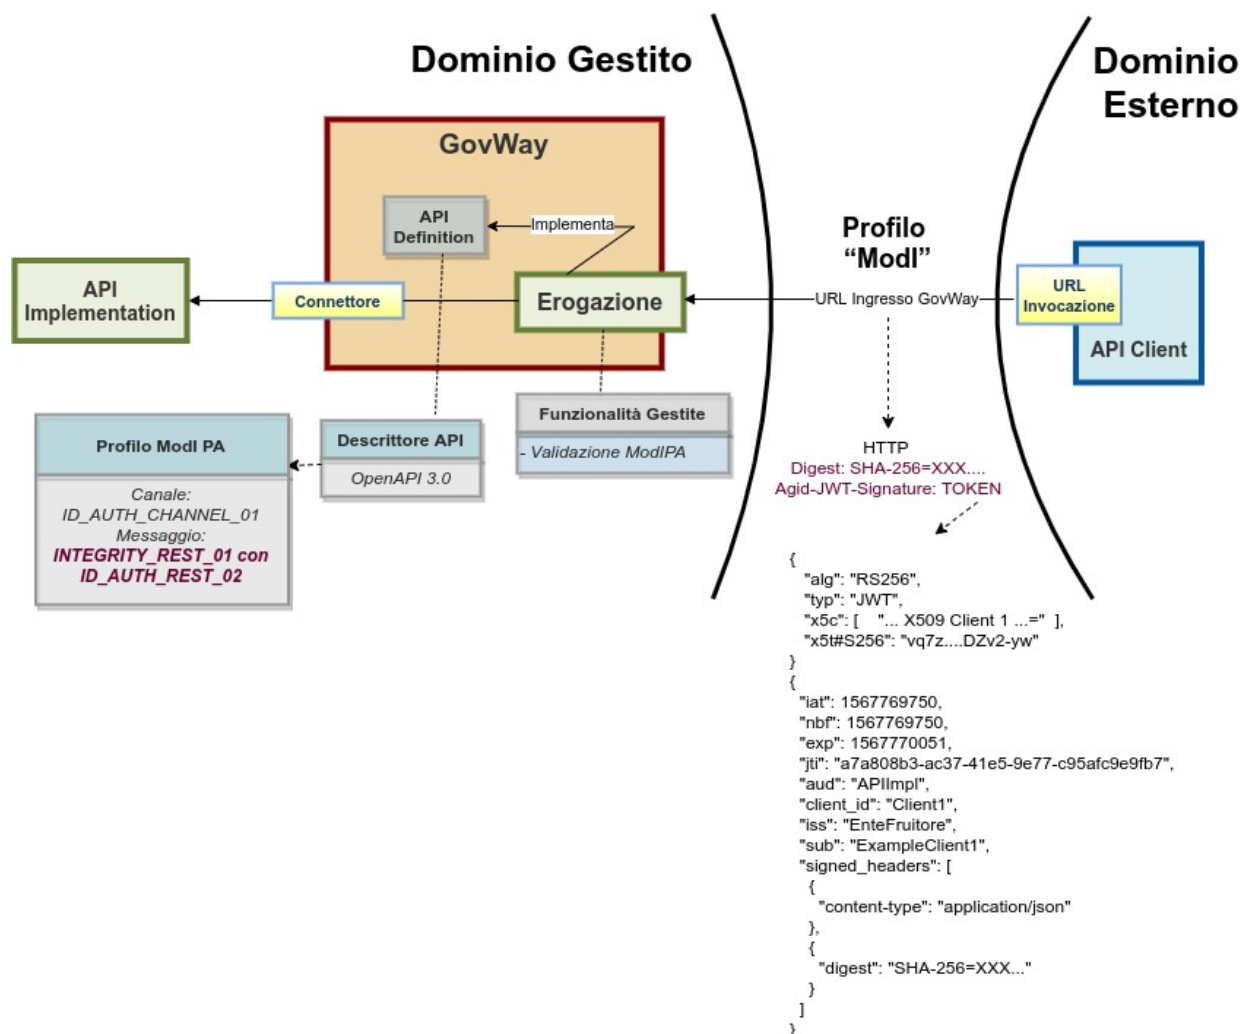 Dominio Gestito
Dominio
Esterno
GovWay
API
Definition
Implementa
Profilo
“ModI”
API
Implementation
Connettore
Erogazione
URL Ingresso GovWay
URL
Invocazione
API Client
Profilo ModI PA
Canale:
ID_AUTH_CHANNEL_01
Messaggio:
INTEGRITY_REST_01 con
ID_AUTH_REST_02
Descrittore API
OpenAPI 3.0
Funzionalità Gestite
- Validazione ModIPA
HTTP
Digest: SHA-256=XXX....
Agid-JWT-Signature: TOKEN
{
"alg": "RS256",
"typ": "JWT",
"x5c": [ "... X509 Client 1 ...=" ],
"x5t#S256": "vq7z....DZv2-yw"
}
{
"iat": 1567769750,
"nbf": 1567769750,
"exp": 1567770051,
"jti": "a7a808b3-ac37-41e5-9e77-c95afc9e9fb7",
"aud": "APIImpl",
"client_id": "Client1",
"iss": "EnteFruitore",
"sub": "ExampleClient1",
"signed_headers": [
{
"content-type": "application/json"
},
{
"digest": "SHA-256=XXX..."
}
]
}